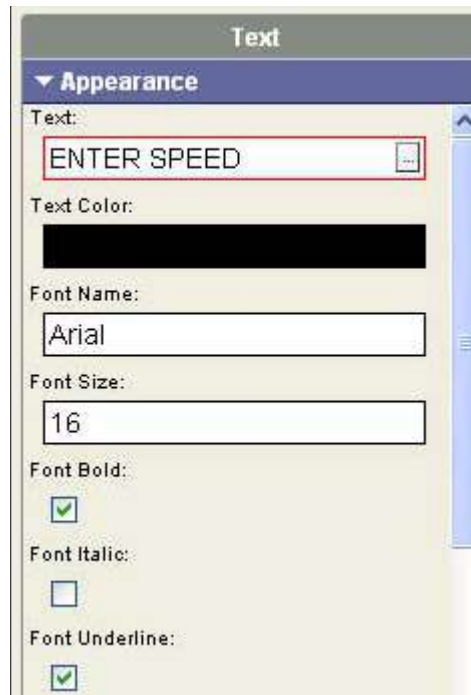 Text
Appearance
Text:
ENTER SPEED
...
Text Color:
Font Name:
Arial
Font Size:
16
Font Bold:
Font Italic:
Font Underline: